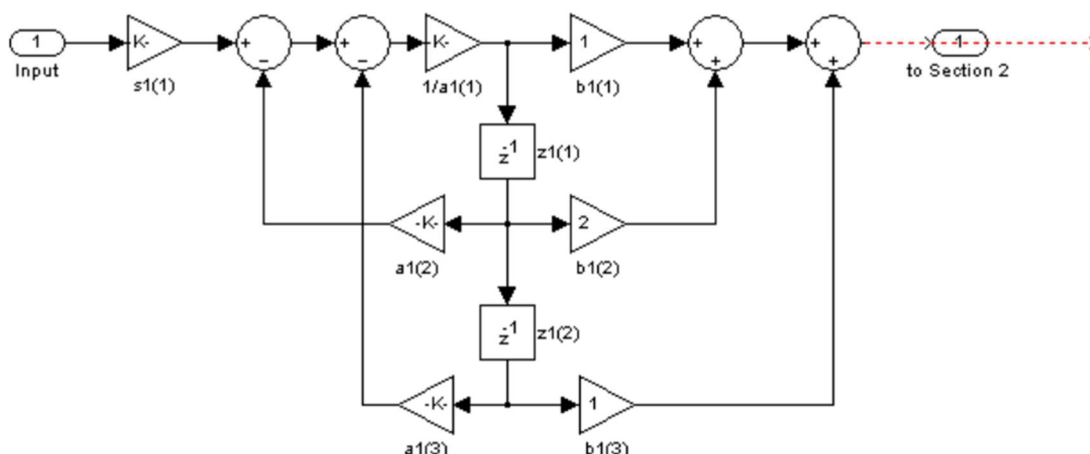 1
Input
K-
s1(1)
+
−
+
−
K-
1/a1(1)
1
b1(1)
+
+
+
+
1
to Section 2
z-1
z1(1)
-K-
a1(2)
2
b1(2)
z-1
z1(2)
-K-
a1(3)
1
b1(3)